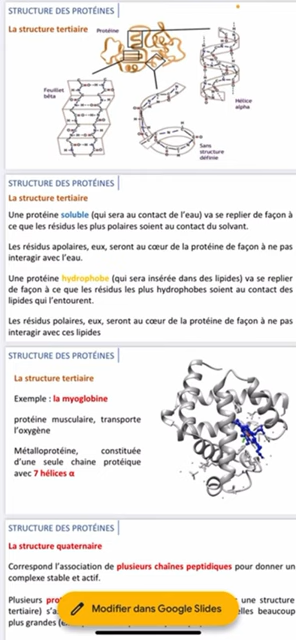 STRUCTURE DES PROTÉINES
La structure tertiaire
Protéine
Feuillet
bêta
Hélice
alpha
Sans
structure
définie
STRUCTURE DES PROTÉINES
La structure tertiaire
Une protéine soluble (qui sera au contact de l'eau) va se replier de façon à
ce que les résidus les plus polaires soient au contact du solvant.
Les résidus apolaires, eux, seront au cœur de la protéine de façon à ne pas
interagir avec l'eau.
Une protéine hydrophobe (qui sera insérée dans des lipides) va se replier
de façon à ce que les résidus les plus hydrophobes soient au contact des
lipides qui l'entourent.
Les résidus polaires, eux, seront au cœur de la protéine de façon à ne pas
interagir avec ces lipides
STRUCTURE DES PROTÉINES
La structure tertiaire
Exemple : la myoglobine
protéine musculaire, transporte
l'oxygène
Métalloprotéine, constituée
d'une seule chaine protéique
avec 7 hélices α
STRUCTURE DES PROTÉINES
La structure quaternaire
Correspond l'association de plusieurs chaînes peptidiques pour donner un
complexe stable et actif.
Plusieurs une structure
tertiaire) elles beaucoup
plus grandes
Modifier dans Google Slides